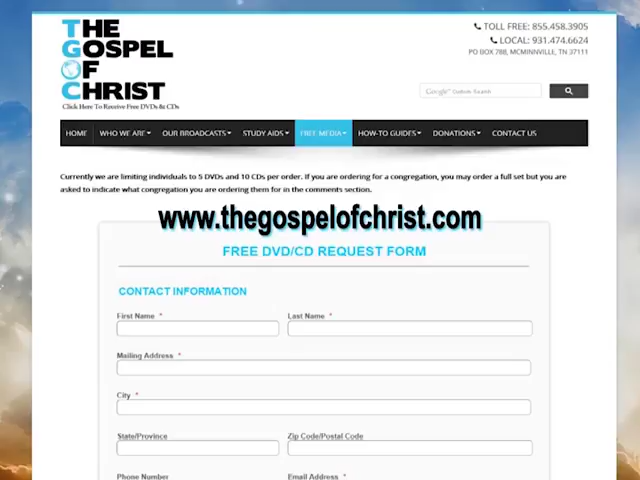 THE
GOSPEL
OF
CHRIST
Click Here To Receive Free DVDs & CDs
TOLL FREE: 855.458.3905
LOCAL: 931.474.6624
PO BOX 788, MCMINNVILLE, TN 37111
Google Custom Search
HOME WHO WE ARE OUR BROADCASTS STUDY AIDS FREE MEDIA HOW-TO GUIDES DONATIONS CONTACT US
Currently we are limiting individuals to 5 DVDs and 10 CDs per order. If you are ordering for a congregation, you may order a full set but you are
asked to indicate what congregation you are ordering them for in the comments section.
www.thegospelofchrist.com
FREE DVD/CD REQUEST FORM
CONTACT INFORMATION
First Name * Last Name *
Mailing Address *
City *
State/Province Zip Code/Postal Code
Phone Number Email Address *